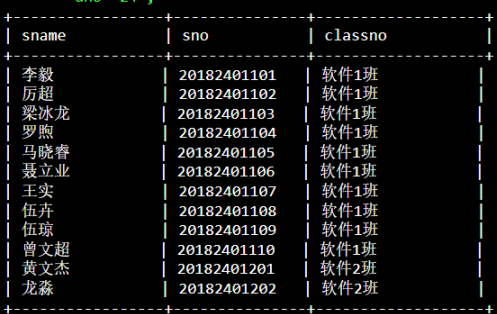 | sname | sno | classno |
| 李毅 | 20182401101 | 软件1班 |
| 厉超 | 20182401102 | 软件1班 |
| 梁冰龙 | 20182401103 | 软件1班 |
| 罗煦 | 20182401104 | 软件1班 |
| 马晓睿 | 20182401105 | 软件1班 |
| 聂立业 | 20182401106 | 软件1班 |
| 王实 | 20182401107 | 软件1班 |
| 伍卉 | 20182401108 | 软件1班 |
| 伍琼 | 20182401109 | 软件1班 |
| 曾文超 | 20182401110 | 软件1班 |
| 黄文杰 | 20182401201 | 软件2班 |
| 龙淼 | 20182401202 | 软件2班 |